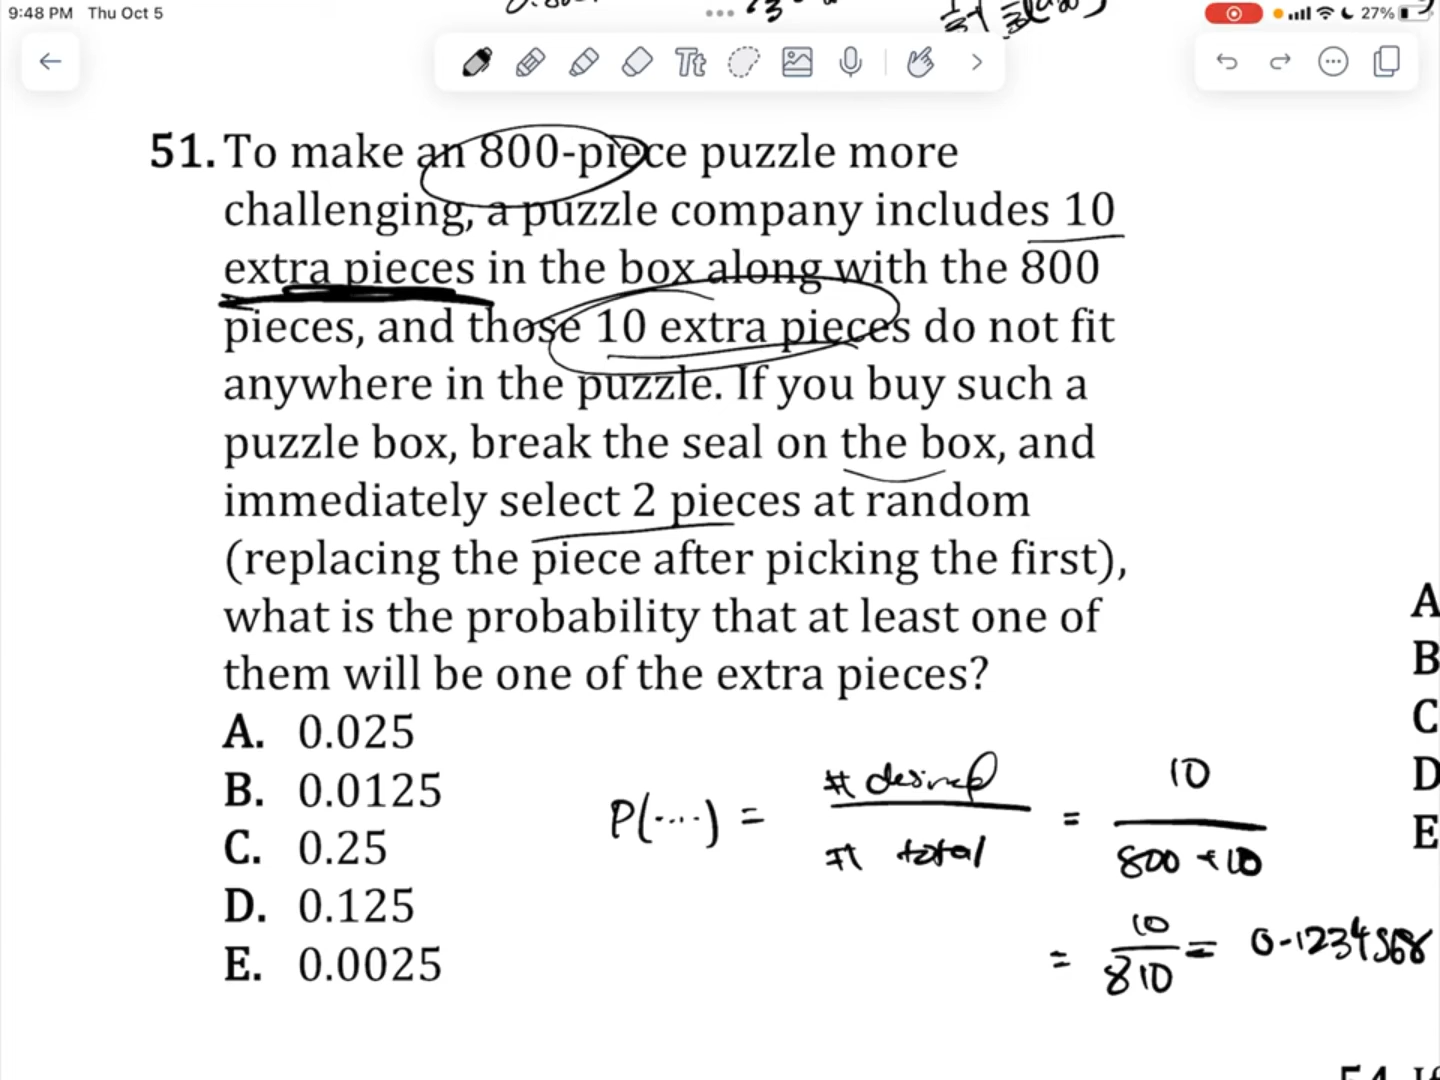 9:48 PM Thu Oct 5
27%
Tt
51. To make an 800-piece puzzle more
challenging, a puzzle company includes 10
extra pieces in the box along with the 800
pieces, and those 10 extra pieces do not fit
anywhere in the puzzle. If you buy such a
puzzle box, break the seal on the box, and
immediately select 2 pieces at random
(replacing the piece after picking the first),
what is the probability that at least one of
them will be one of the extra pieces?
A. 0.025
B. 0.0125
C. 0.25
D. 0.125
E. 0.0025
P(....) = # desired / # total = 10 / 800 + 10
= 10 / 810 = 0.1234568
A
B
C
D
E